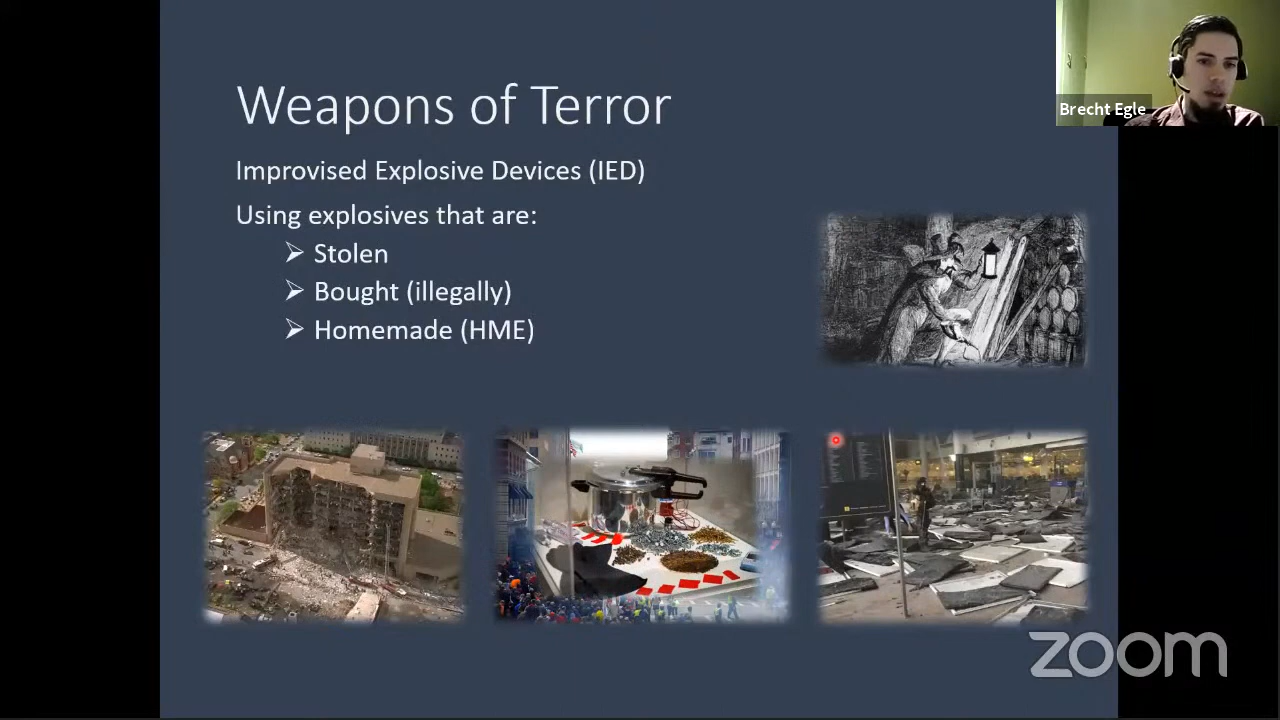 Weapons of Terror
Brecht Egle
Improvised Explosive Devices (IED)
Using explosives that are:
Stolen
Bought (illegally)
Homemade (HME)
zoom